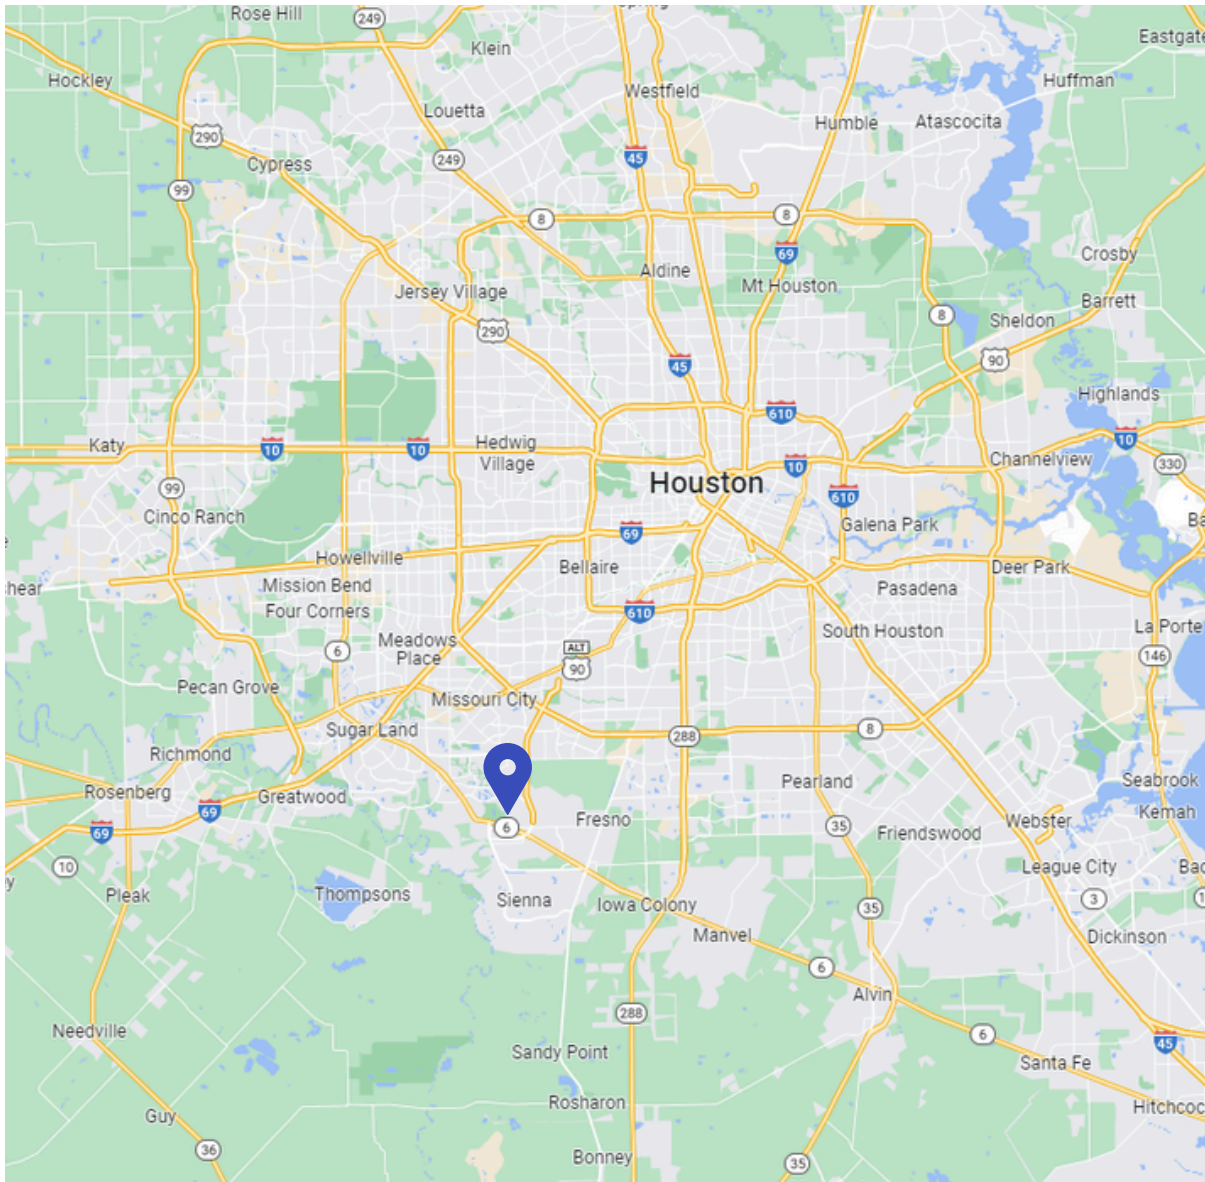 Rose Hill
249
Klein
Eastgate
Hockley
Westfield
Huffman
Louetta
Humble
Atascocita
290
Cypress
249
45
99
8
8
69
Crosby
Aldine
Mt Houston
Jersey Village
Barrett
8
Sheldon
290
90
45
Highlands
610
Katy
10
10
Hedwig
Village
10
10
330
Channelview
Houston
99
610
Cinco Ranch
Galena Park
69
Howellville
Bellaire
Deer Park
Mission Bend
Pasadena
Four Corners
610
South Houston
La Porte
6
Meadows
Place
ALT
90
146
Pecan Grove
Missouri City
Sugar Land
8
288
Richmond
Rosenberg
Greatwood
Pearland
Seabrook
69
Kemah
69
6
Fresno
35
Friendswood
Webster
10
League City
Pleak
Thompsons
Sienna
Iowa Colony
35
3
Manvel
Dickinson
6
Alvin
288
Needville
6
45
Sandy Point
Santa Fe
Rosharon
Hitchcoc
Guy
36
Bonney
35